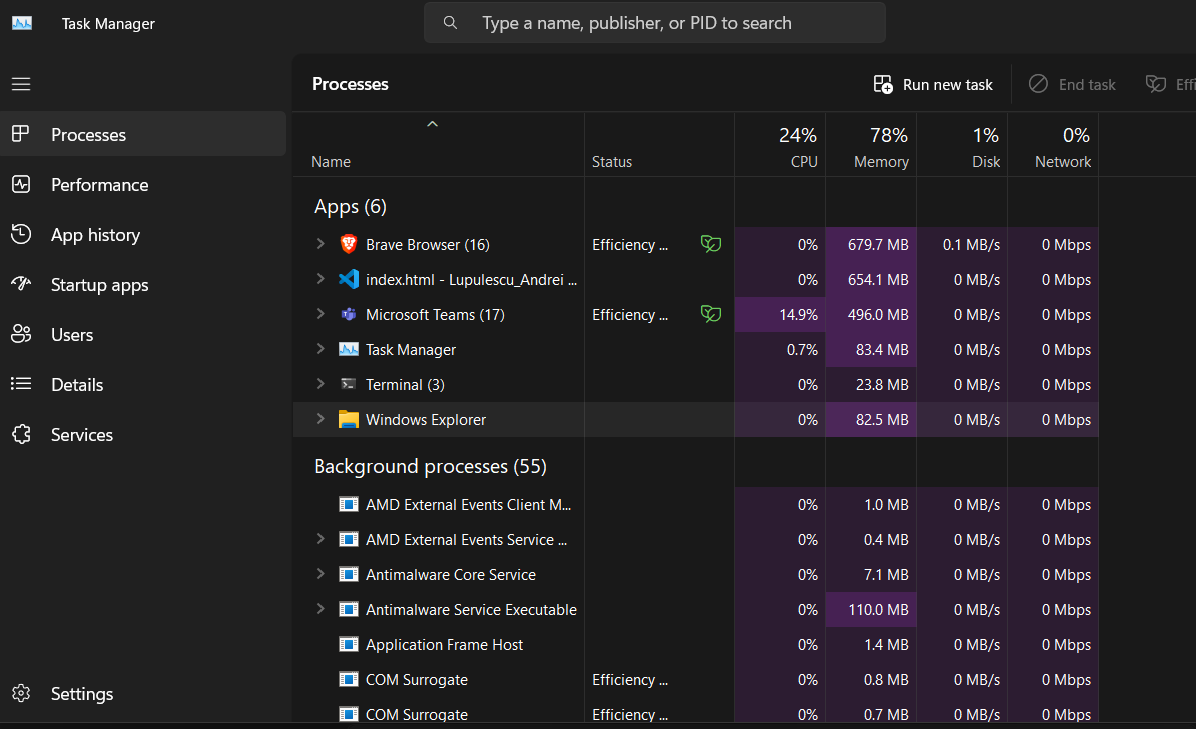 Task Manager
Type a name, publisher, or PID to search
Processes
Performance
App history
Startup apps
Users
Details
Services
Settings
Processes
Run new task
End task
Effi
24% 78% 1% 0%
Name Status CPU Memory Disk Network
Apps (6)
Brave Browser (16) Efficiency ... 0% 679.7 MB 0.1 MB/s 0 Mbps
index.html - Lupulescu_Andrei ... 0% 654.1 MB 0 MB/s 0 Mbps
Microsoft Teams (17) Efficiency ... 14.9% 496.0 MB 0 MB/s 0 Mbps
Task Manager 0.7% 83.4 MB 0 MB/s 0 Mbps
Terminal (3) 0% 23.8 MB 0 MB/s 0 Mbps
Windows Explorer 0% 82.5 MB 0 MB/s 0 Mbps
Background processes (55)
AMD External Events Client M... 0% 1.0 MB 0 MB/s 0 Mbps
AMD External Events Service ... 0% 0.4 MB 0 MB/s 0 Mbps
Antimalware Core Service 0% 7.1 MB 0 MB/s 0 Mbps
Antimalware Service Executable 0% 110.0 MB 0 MB/s 0 Mbps
Application Frame Host 0% 1.4 MB 0 MB/s 0 Mbps
COM Surrogate Efficiency ... 0% 0.8 MB 0 MB/s 0 Mbps
COM Surrogate Efficiency ... 0% 0.7 MB 0 MB/s 0 Mbps